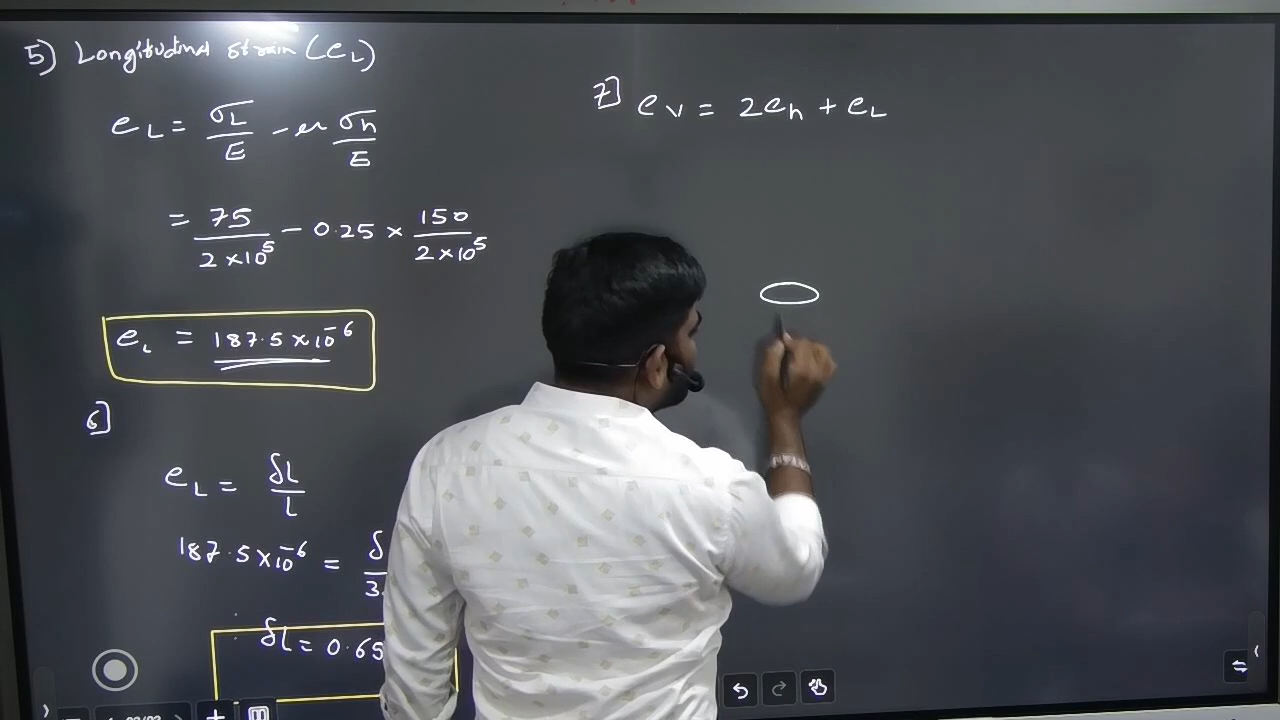 5) Longitudinal strain (eL)
eL = σL/E - μ σh/E
= 75/2×10^5 - 0.25 × 150/2×10^5
eL = 187.5×10^-6
6]
eL = δL/L
187.5×10^-6 = δ
3.
δL = 0.65
7] ev = 2eh + eL